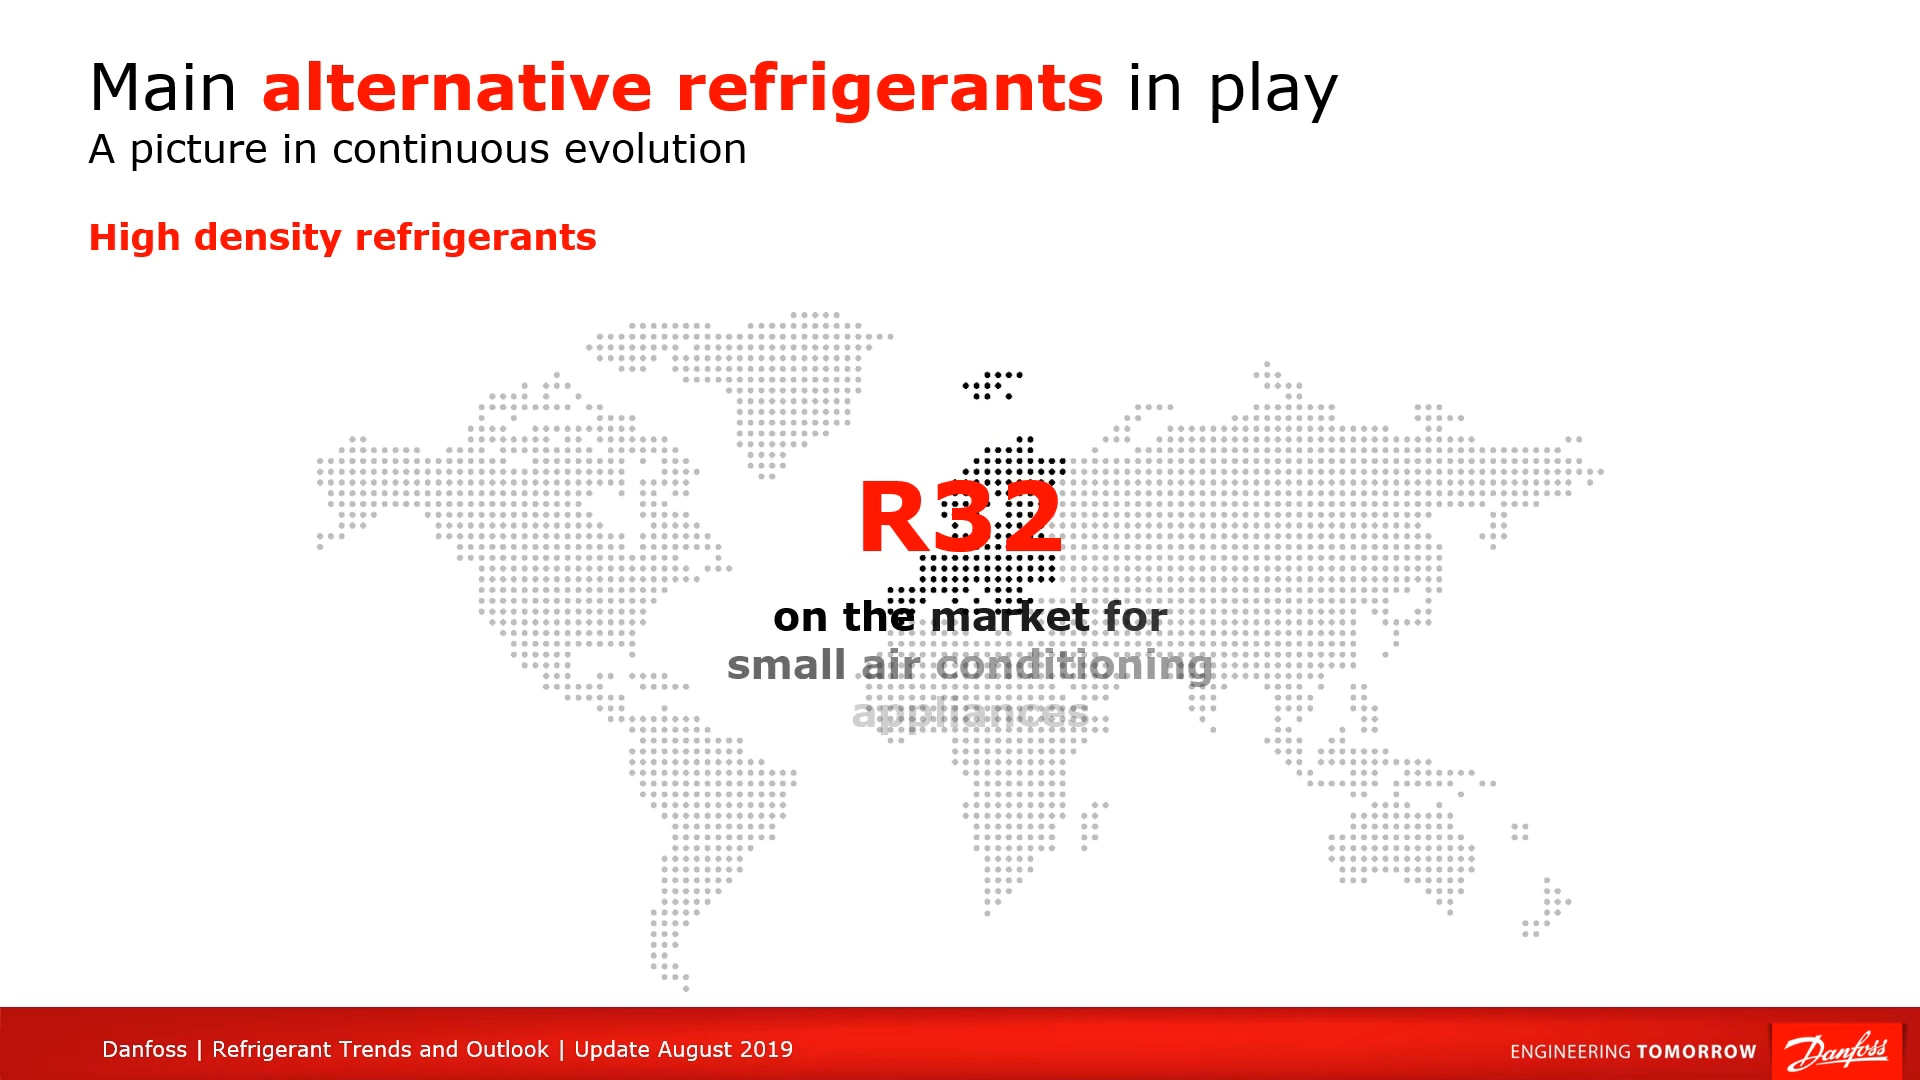 Main alternative refrigerants in play
A picture in continuous evolution
High density refrigerants
R32
on the market for
small air conditioning
appliances
Danfoss | Refrigerant Trends and Outlook | Update August 2019
ENGINEERING TOMORROW
Danfoss